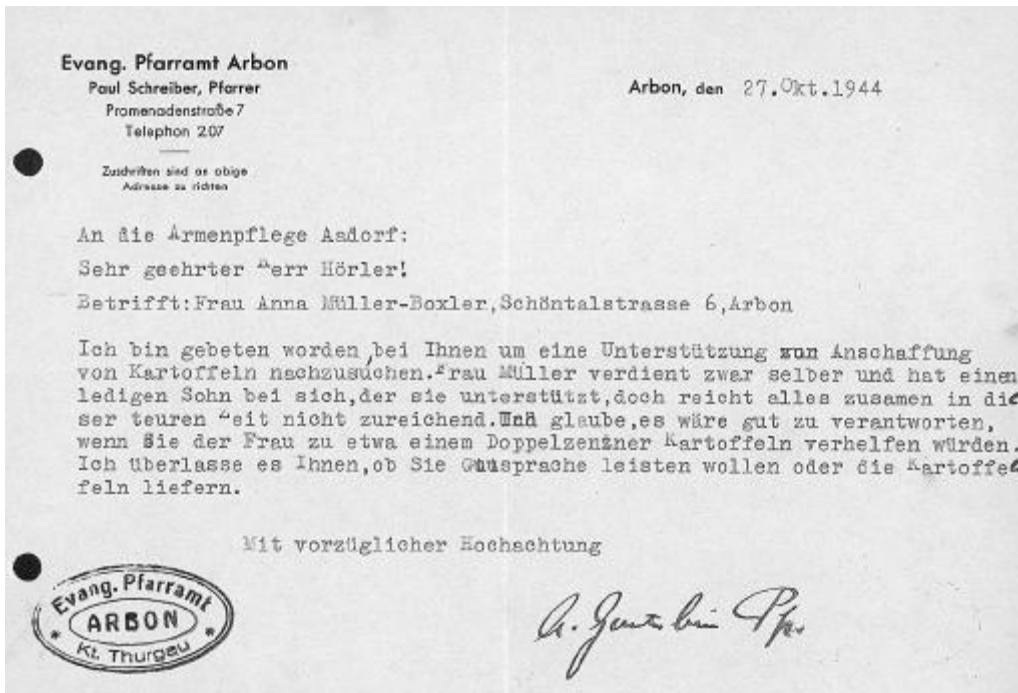 Evang. Pfarramt Arbon
Paul Schreiber, Pfarrer
Promenadenstraße 7
Telephon 207
Zuschriften sind an obige
Adresse zu richten
Arbon, den 27.Okt.1944
An die Armenpflege Aadorf:
Sehr geehrter Herr Hörler!
Betrifft:Frau Anna Müller-Boxler,Schöntalstrasse 6,Arbon
Ich bin gebeten worden,bei Ihnen um eine Unterstützung zun Anschaffung
von Kartoffeln nachzusuchen.Frau Müller verdient zwar selber und hat einen
ledigen Sohn bei sich,der sie unterstützt,doch reicht alles zusamen in die
ser teuren Zeit nicht zureichend.Und glaube,es wäre gut zu verantworten,
wenn Sie der Frau zu etwa einem Doppelzentner Kartoffeln verhelfen würden.
Ich überlasse es Ihnen,ob Sie Gutsprache leisten wollen oder die Kartoffe
feln liefern.
Mit vorzüglicher Hochachtung
Evang. Pfarramt
ARBON
* Kt. Thurgau *
Pfr.